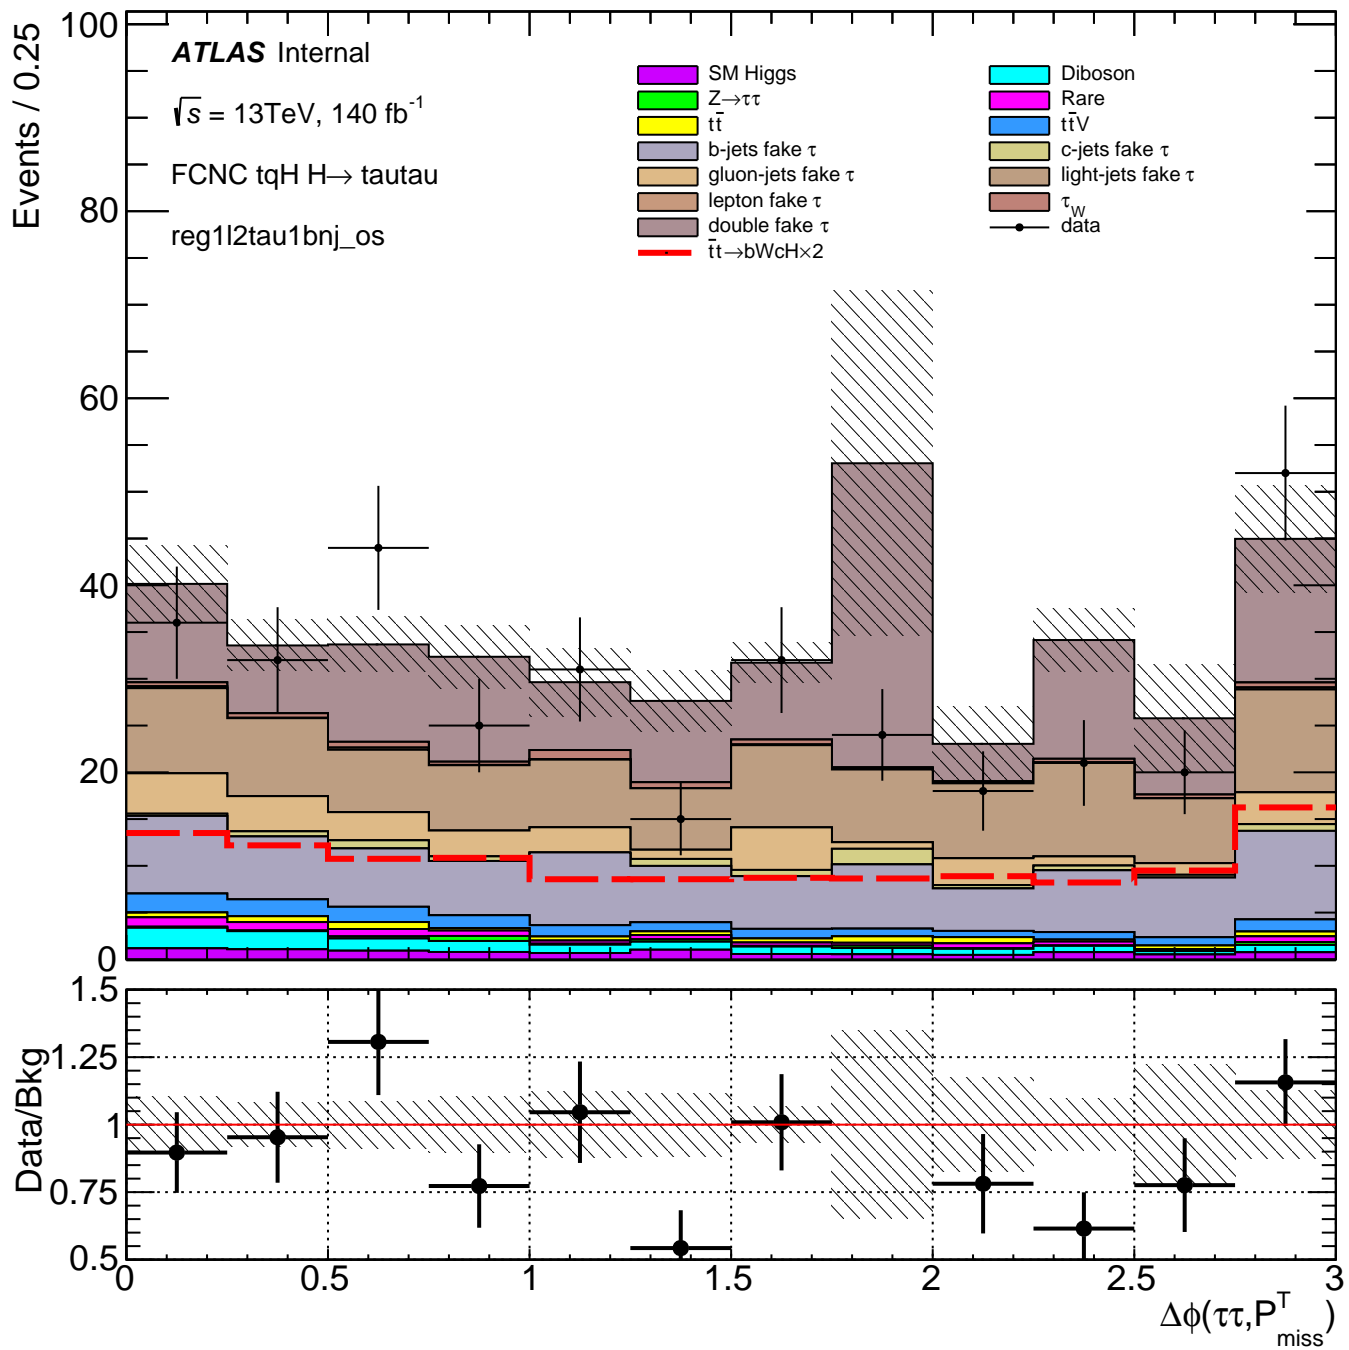 Events / 0.25
100
80
60
40
20
0
ATLAS Internal
√s = 13TeV, 140 fb⁻¹
FCNC tqH H→ tautau
reg1l2tau1bnj_os
SM Higgs
Z→ττ
tt̄
b-jets fake τ
gluon-jets fake τ
lepton fake τ
double fake τ
t̄t→bWcH×2
Diboson
Rare
tt̄V
c-jets fake τ
light-jets fake τ
τ_W
data
Data/Bkg
1.5
1.25
1
0.75
0.5
0 0.5 1 1.5 2 2.5 3
Δϕ(ττ,P^T_miss)